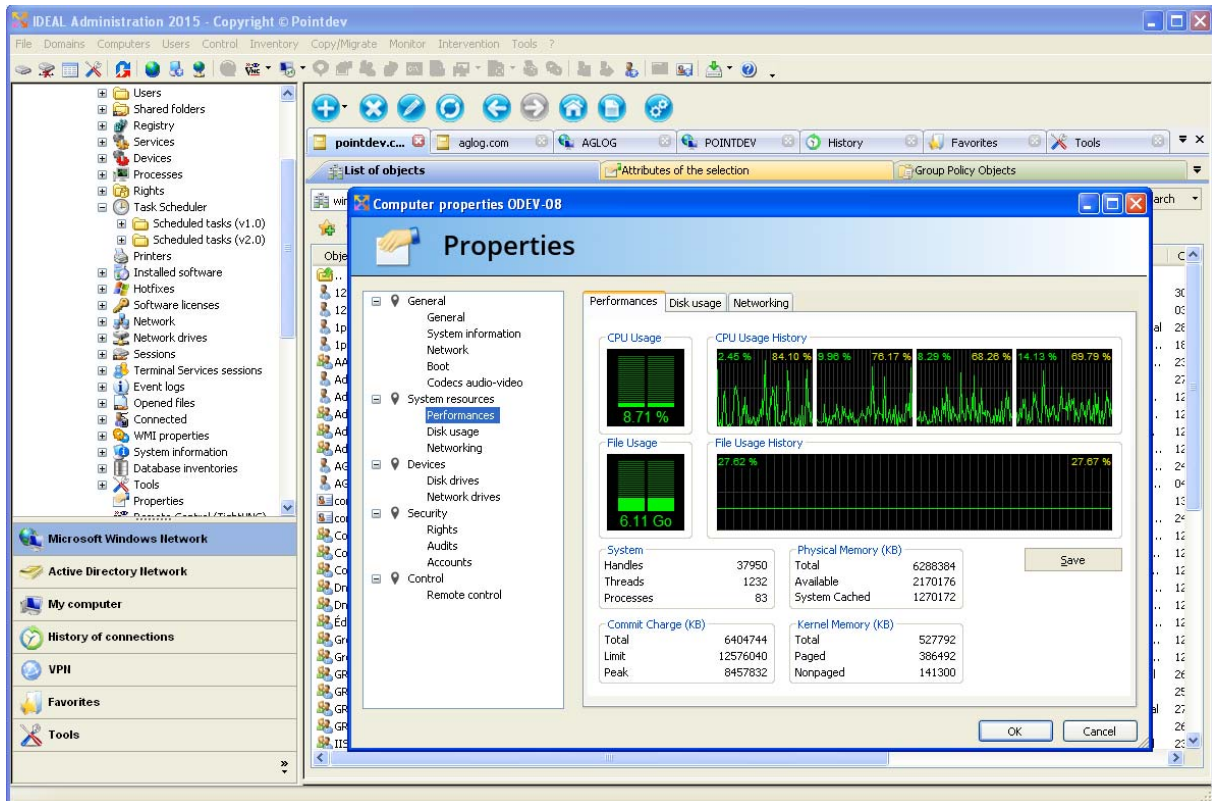 IDEAL Administration 2015 - Copyright © Pointdev
File Domains Computers Users Control Inventory Copy/Migrate Monitor Intervention Tools ?
Users
Shared folders
Registry
Services
Devices
Processes
Rights
Task Scheduler
Scheduled tasks (v1.0)
Scheduled tasks (v2.0)
Printers
Installed software
Hotfixes
Software licenses
Network
Network drives
Sessions
Terminal Services sessions
Event logs
Opened files
Connected
WMI properties
System information
Database inventories
Tools
Properties
Microsoft Windows Network
Active Directory Network
My computer
History of connections
VPN
Favorites
Tools
pointdev.c... aglog.com AGLOG POINTDEV History Favorites Tools
List of objects Attributes of the selection Group Policy Objects
Computer properties ODEV-08
Properties
General
General
System information
Network
Boot
Codecs audio-video
System resources
Performances
Disk usage
Networking
Devices
Disk drives
Network drives
Security
Rights
Audits
Accounts
Control
Remote control
Performances Disk usage Networking
CPU Usage CPU Usage History
2.45 % 84.10 % 9.96 % 76.17 % 8.29 % 68.26 % 14.13 % 69.79 %
8.71 %
File Usage File Usage History
27.62 % 27.67 %
6.11 Go
System
Handles 37950
Threads 1232
Processes 83
Physical Memory (KB)
Total 6288384
Available 2170176
System Cached 1270172
Save
Commit Charge (KB)
Total 6404744
Limit 12576040
Peak 8457832
Kernel Memory (KB)
Total 527792
Paged 386492
Nonpaged 141300
OK Cancel